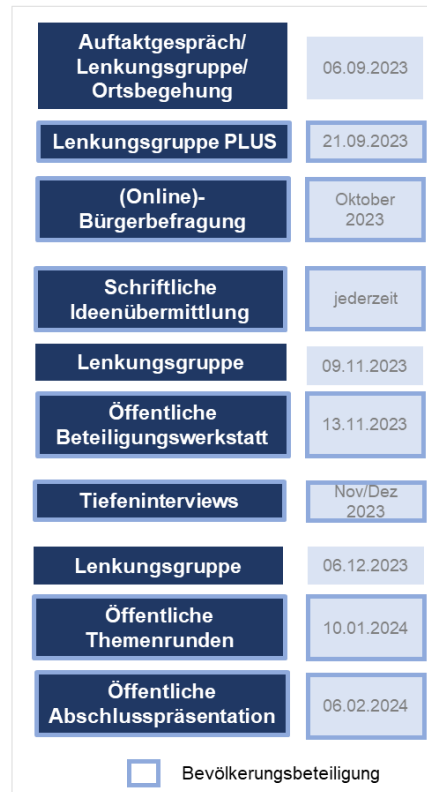 Auftaktgespräch/
Lenkungsgruppe/
Ortsbegehung
06.09.2023
Lenkungsgruppe PLUS
21.09.2023
(Online)-
Bürgerbefragung
Oktober
2023
Schriftliche
Ideenübermittlung
jederzeit
Lenkungsgruppe
09.11.2023
Öffentliche
Beteiligungswerkstatt
13.11.2023
Tiefeninterviews
Nov/Dez
2023
Lenkungsgruppe
06.12.2023
Öffentliche
Themenrunden
10.01.2024
Öffentliche
Abschlusspräsentation
06.02.2024
Bevölkerungsbeteiligung